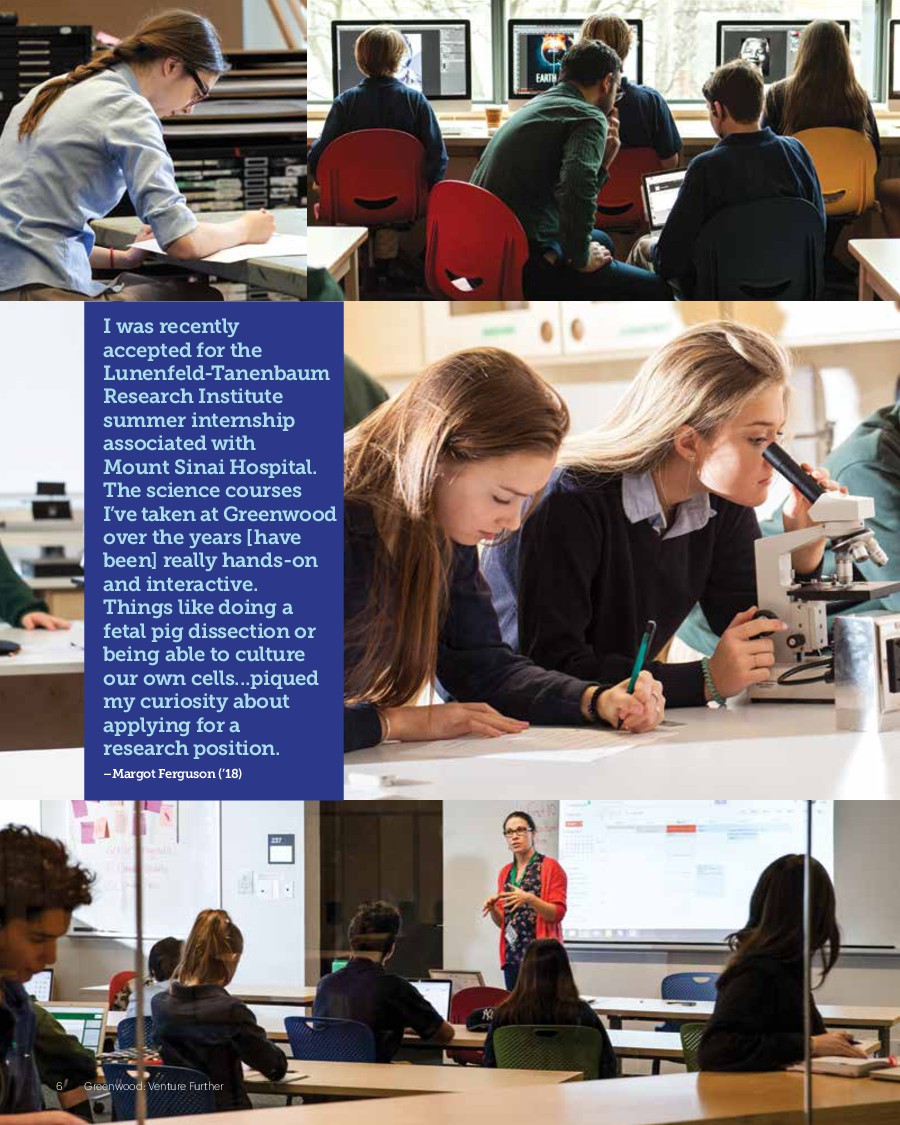 EARTH
I was recently
accepted for the
Lunenfeld-Tanenbaum
Research Institute
summer internship
associated with
Mount Sinai Hospital.
The science courses
I've taken at Greenwood
over the years [have
been] really hands-on
and interactive.
Things like doing a
fetal pig dissection or
being able to culture
our own cells...piqued
my curiosity about
applying for a
research position.
–Margot Ferguson ('18)
237
6 Greenwood: Venture Further